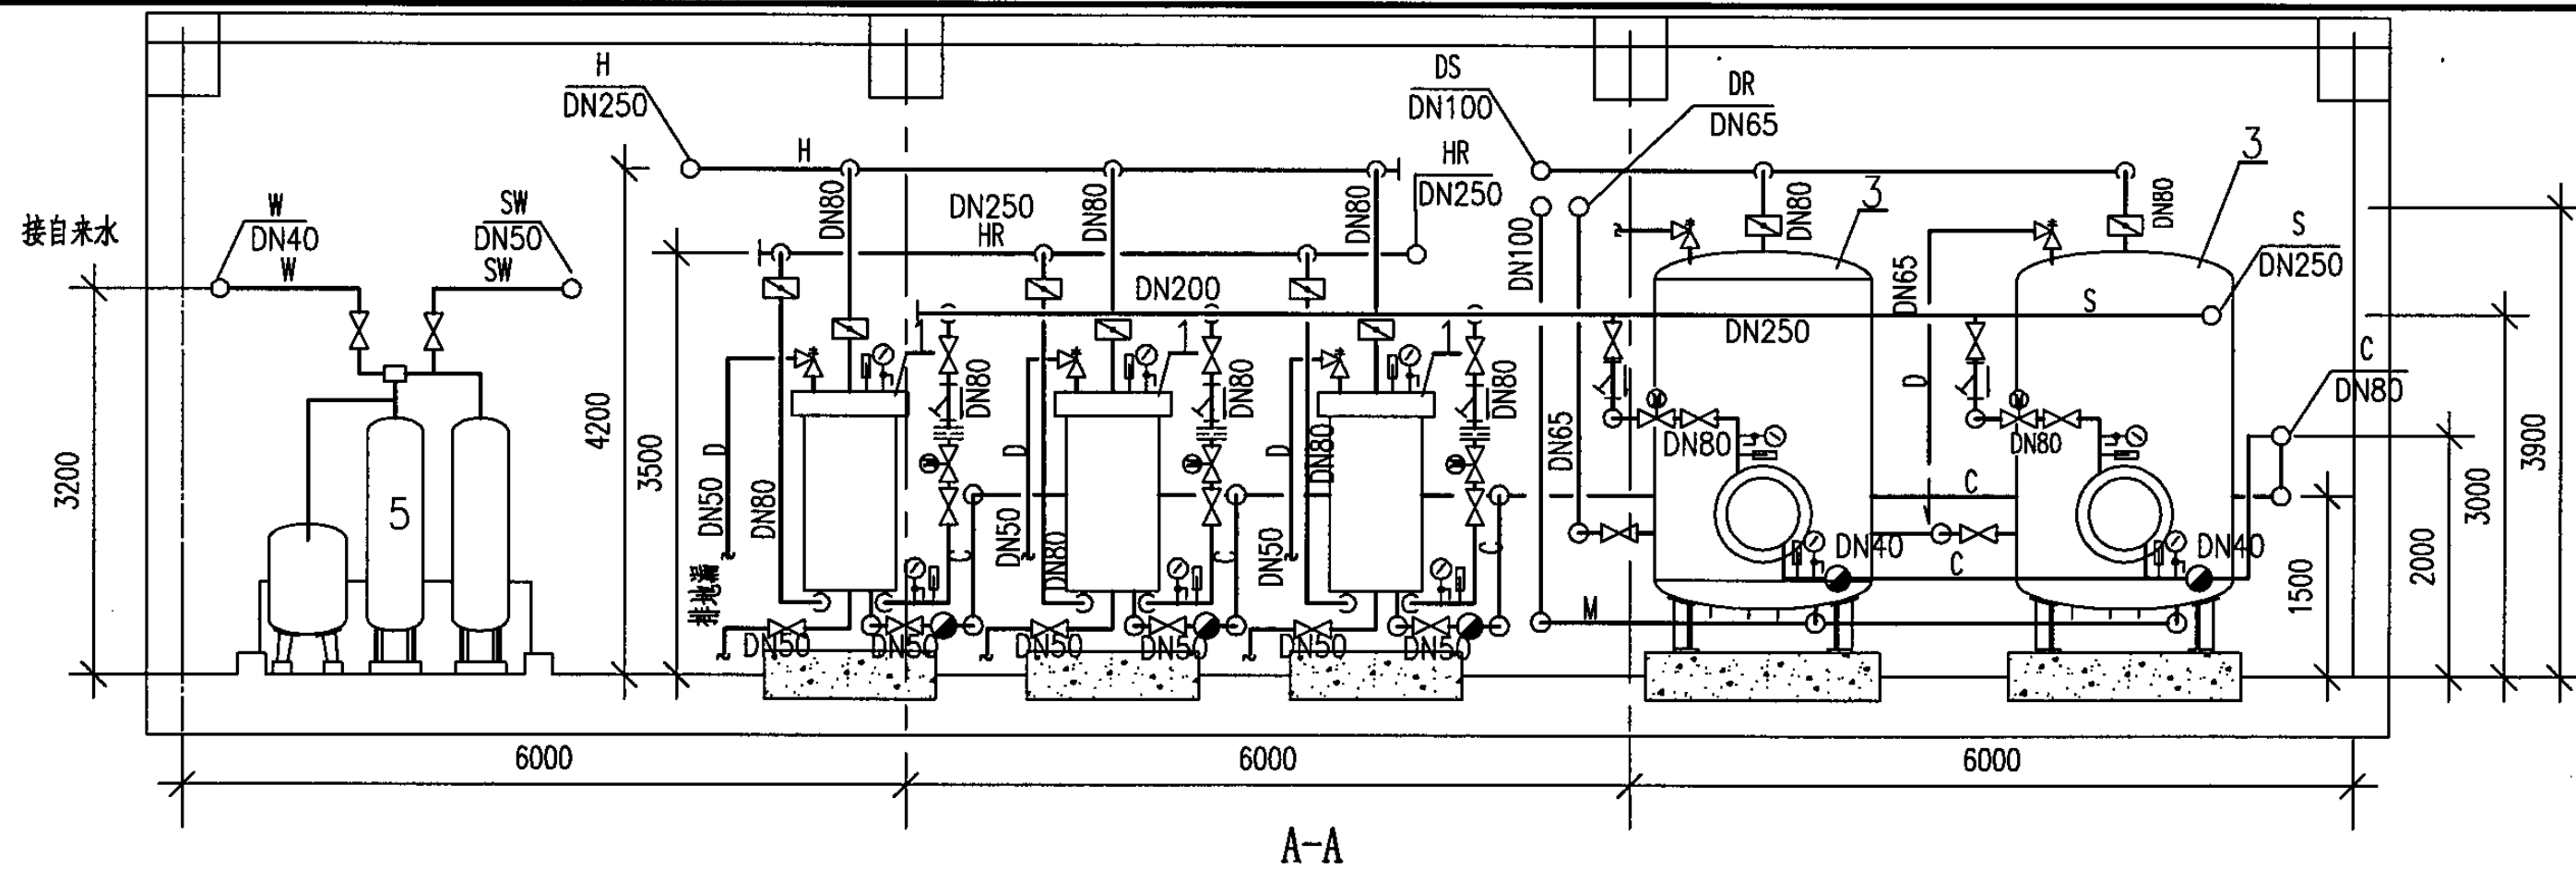 H
DN250
DS
DN100
DR
DN65
H
HR
DN250
3
3
接自来水
W
DN40
SW
DN50
W
SW
DN80
DN250
HR
DN80
DN80
DN100
DN80
DN80
S
DN250
DN200
DN65
S
DN250
C
DN80
1
1
1
DN80
DN80
DN80
D
DN80
DN80
3200
4200
3500
D
D
D
DN80
DN65
5
DN50
DN80
DN50
DN80
DN50
C
C
C
C
DN40
C
DN40
1500
2000
3000
3900
排地漏
M
DN50
DN50
DN50
DN50
DN50
DN50
6000
6000
6000
A-A